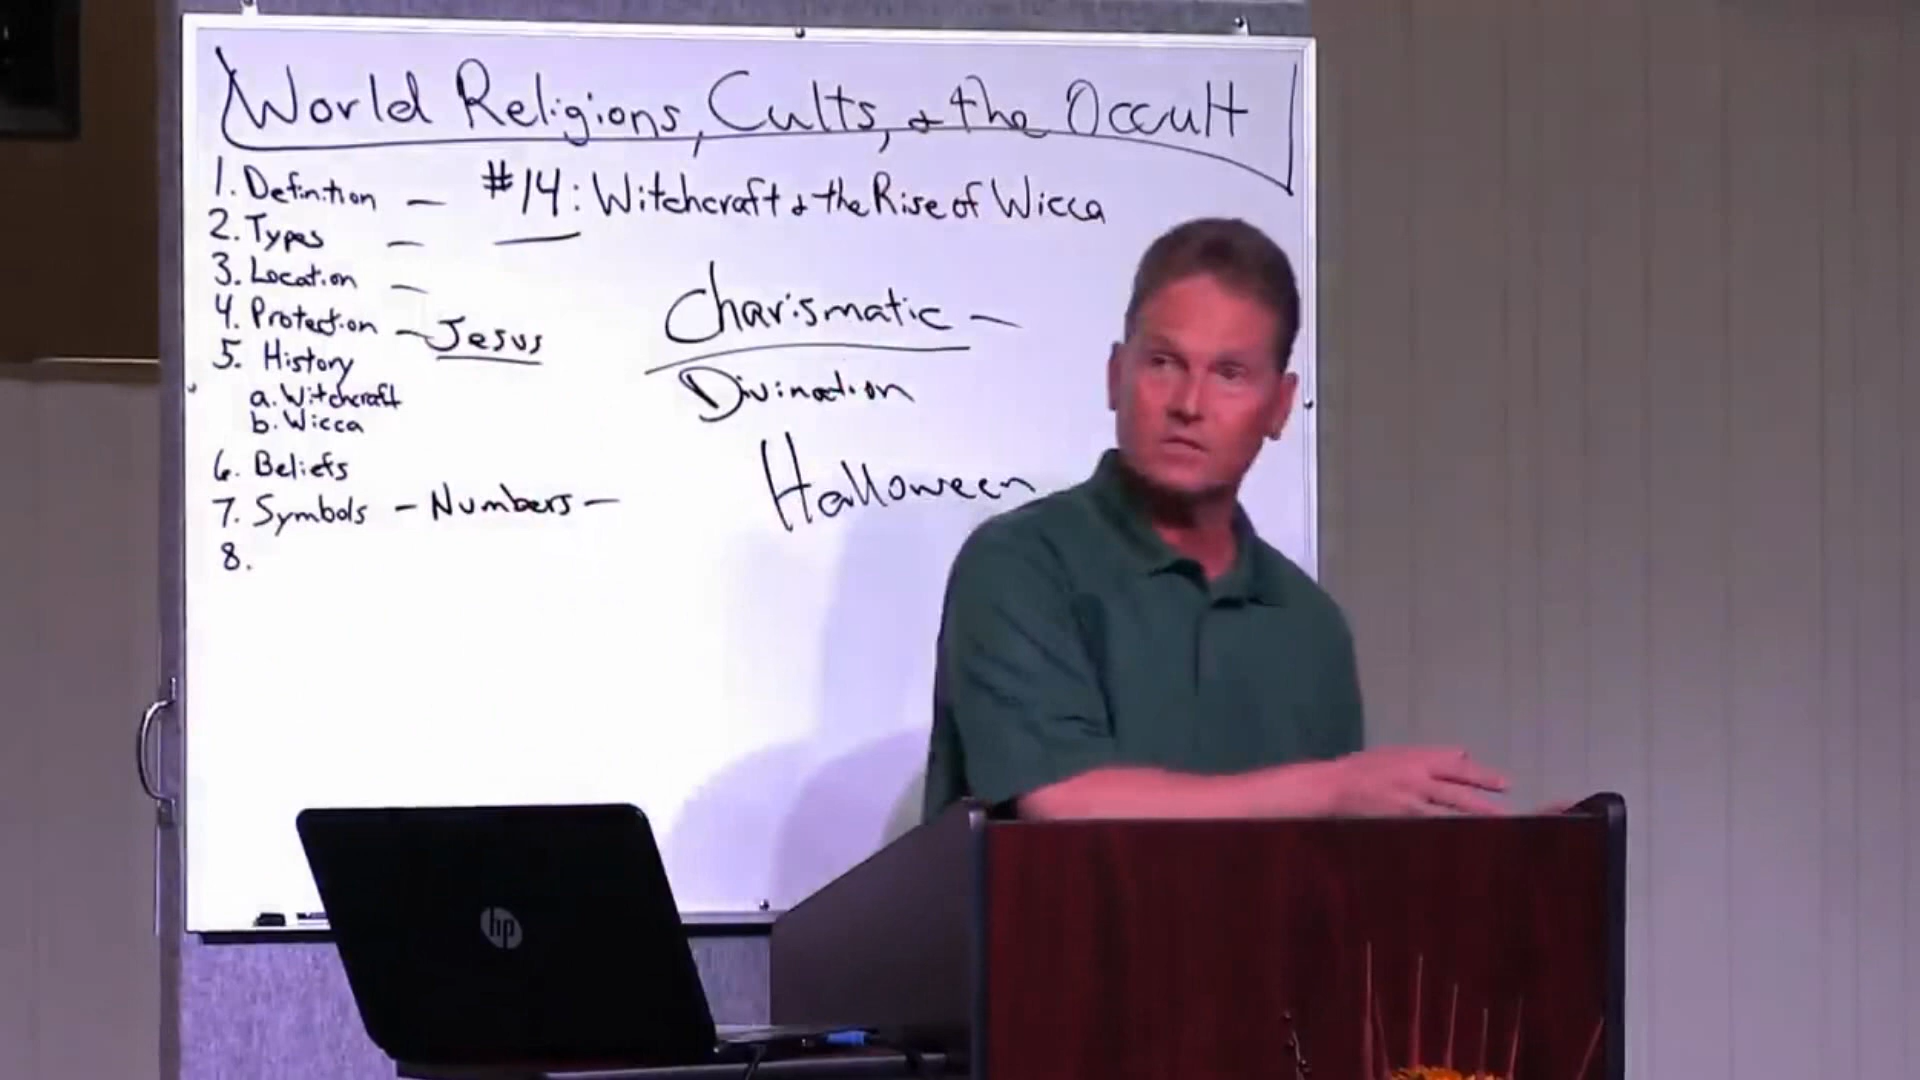 World Religions, Cults, & the Occult
#14: Witchcraft & the Rise of Wicca
1. Definition —
2. Types —
3. Location —
4. Protection — Jesus
5. History
a. Witchcraft
b. Wicca
6. Beliefs
7. Symbols — Numbers —
8.
Charismatic —
Divination
Halloween
hp